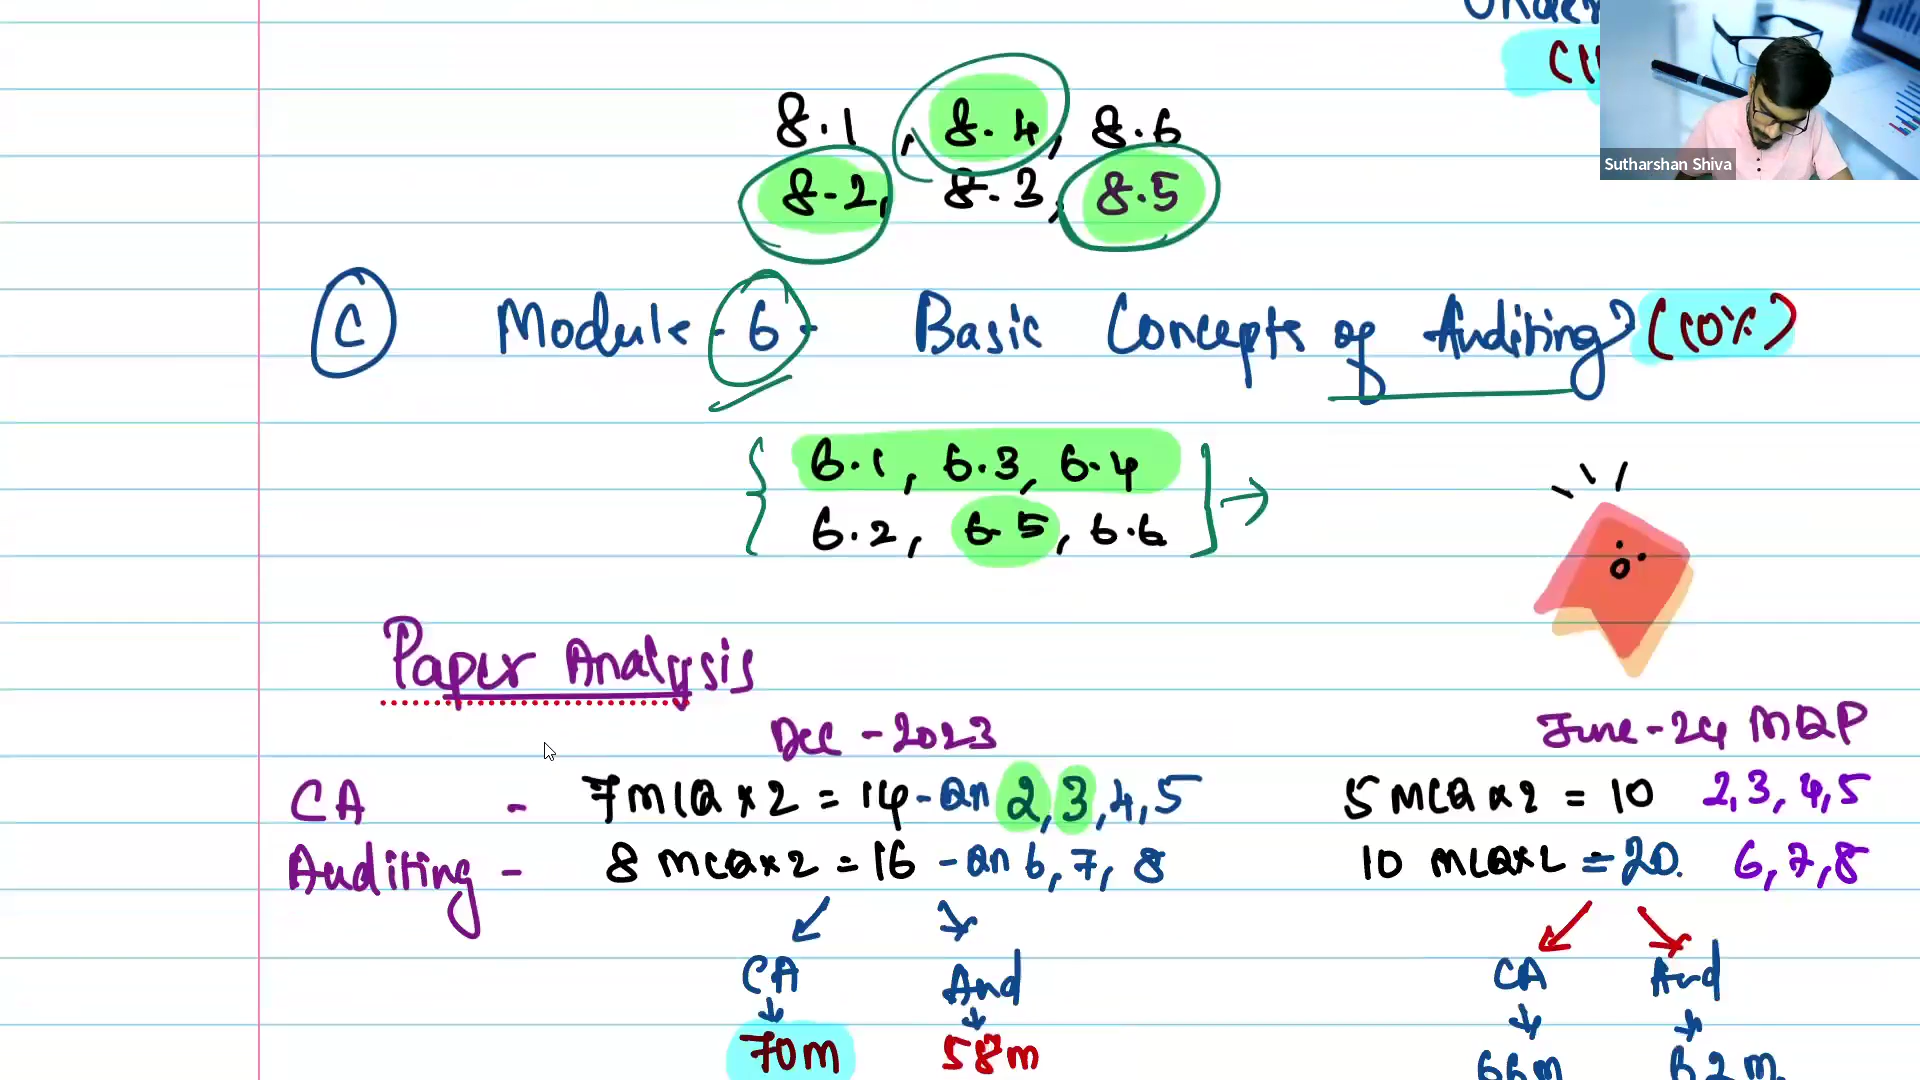 Sutharshan Shiva
8.1, 8.4, 8.6
8-2, 8.3, 8.5
C Module-6- Basic Concepts of Auditing (10%)
6.1, 6.3, 6.4
6.2, 6.5, 6.6
Paper Analysis
Dec -2023 June-24 MQP
CA - 7 MCQ x 2 = 14 - Qn 2, 3, 4, 5 5 MCQ x 2 = 10 2, 3, 4, 5
Auditing - 8 MCQ x 2 = 16 - Qn 6, 7, 8 10 MCQ x 2 = 20. 6, 7, 8
CA Aud CA Aud
70m 58m 66m 62m